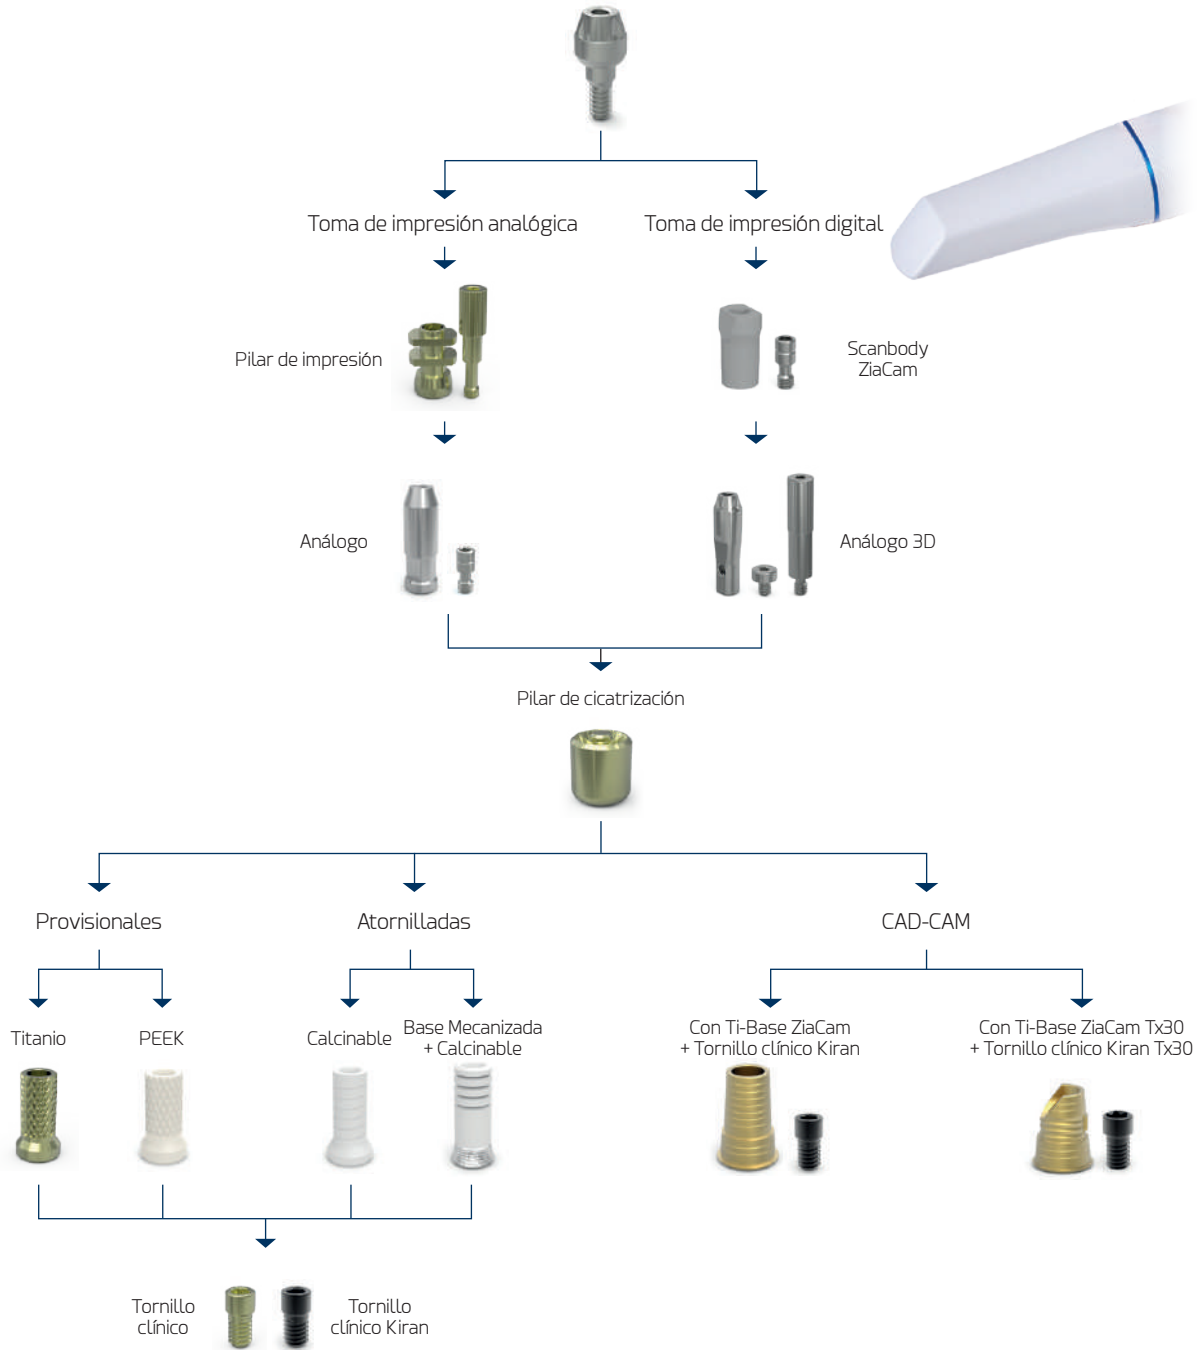 Toma de impresión analógica
Toma de impresión digital
Pilar de impresión
Scanbody
ZiaCam
Análogo
Análogo 3D
Pilar de cicatrización
Provisionales
Atornilladas
CAD-CAM
Titanio
PEEK
Calcinable
Base Mecanizada
+ Calcinable
Con Ti-Base ZiaCam
+ Tornillo clínico Kiran
Con Ti-Base ZiaCam Tx30
+ Tornillo clínico Kiran Tx30
Tornillo
clínico
Tornillo
clínico Kiran